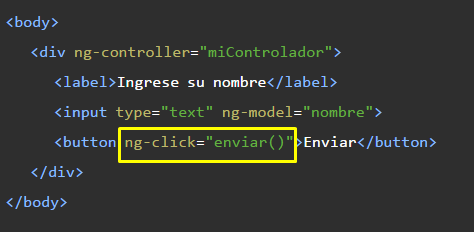 <body>
<div ng-controller="miControlador">
<label>Ingrese su nombre</label>
<input type="text" ng-model="nombre">
<button ng-click="enviar()">Enviar</button>
</div>
</body>